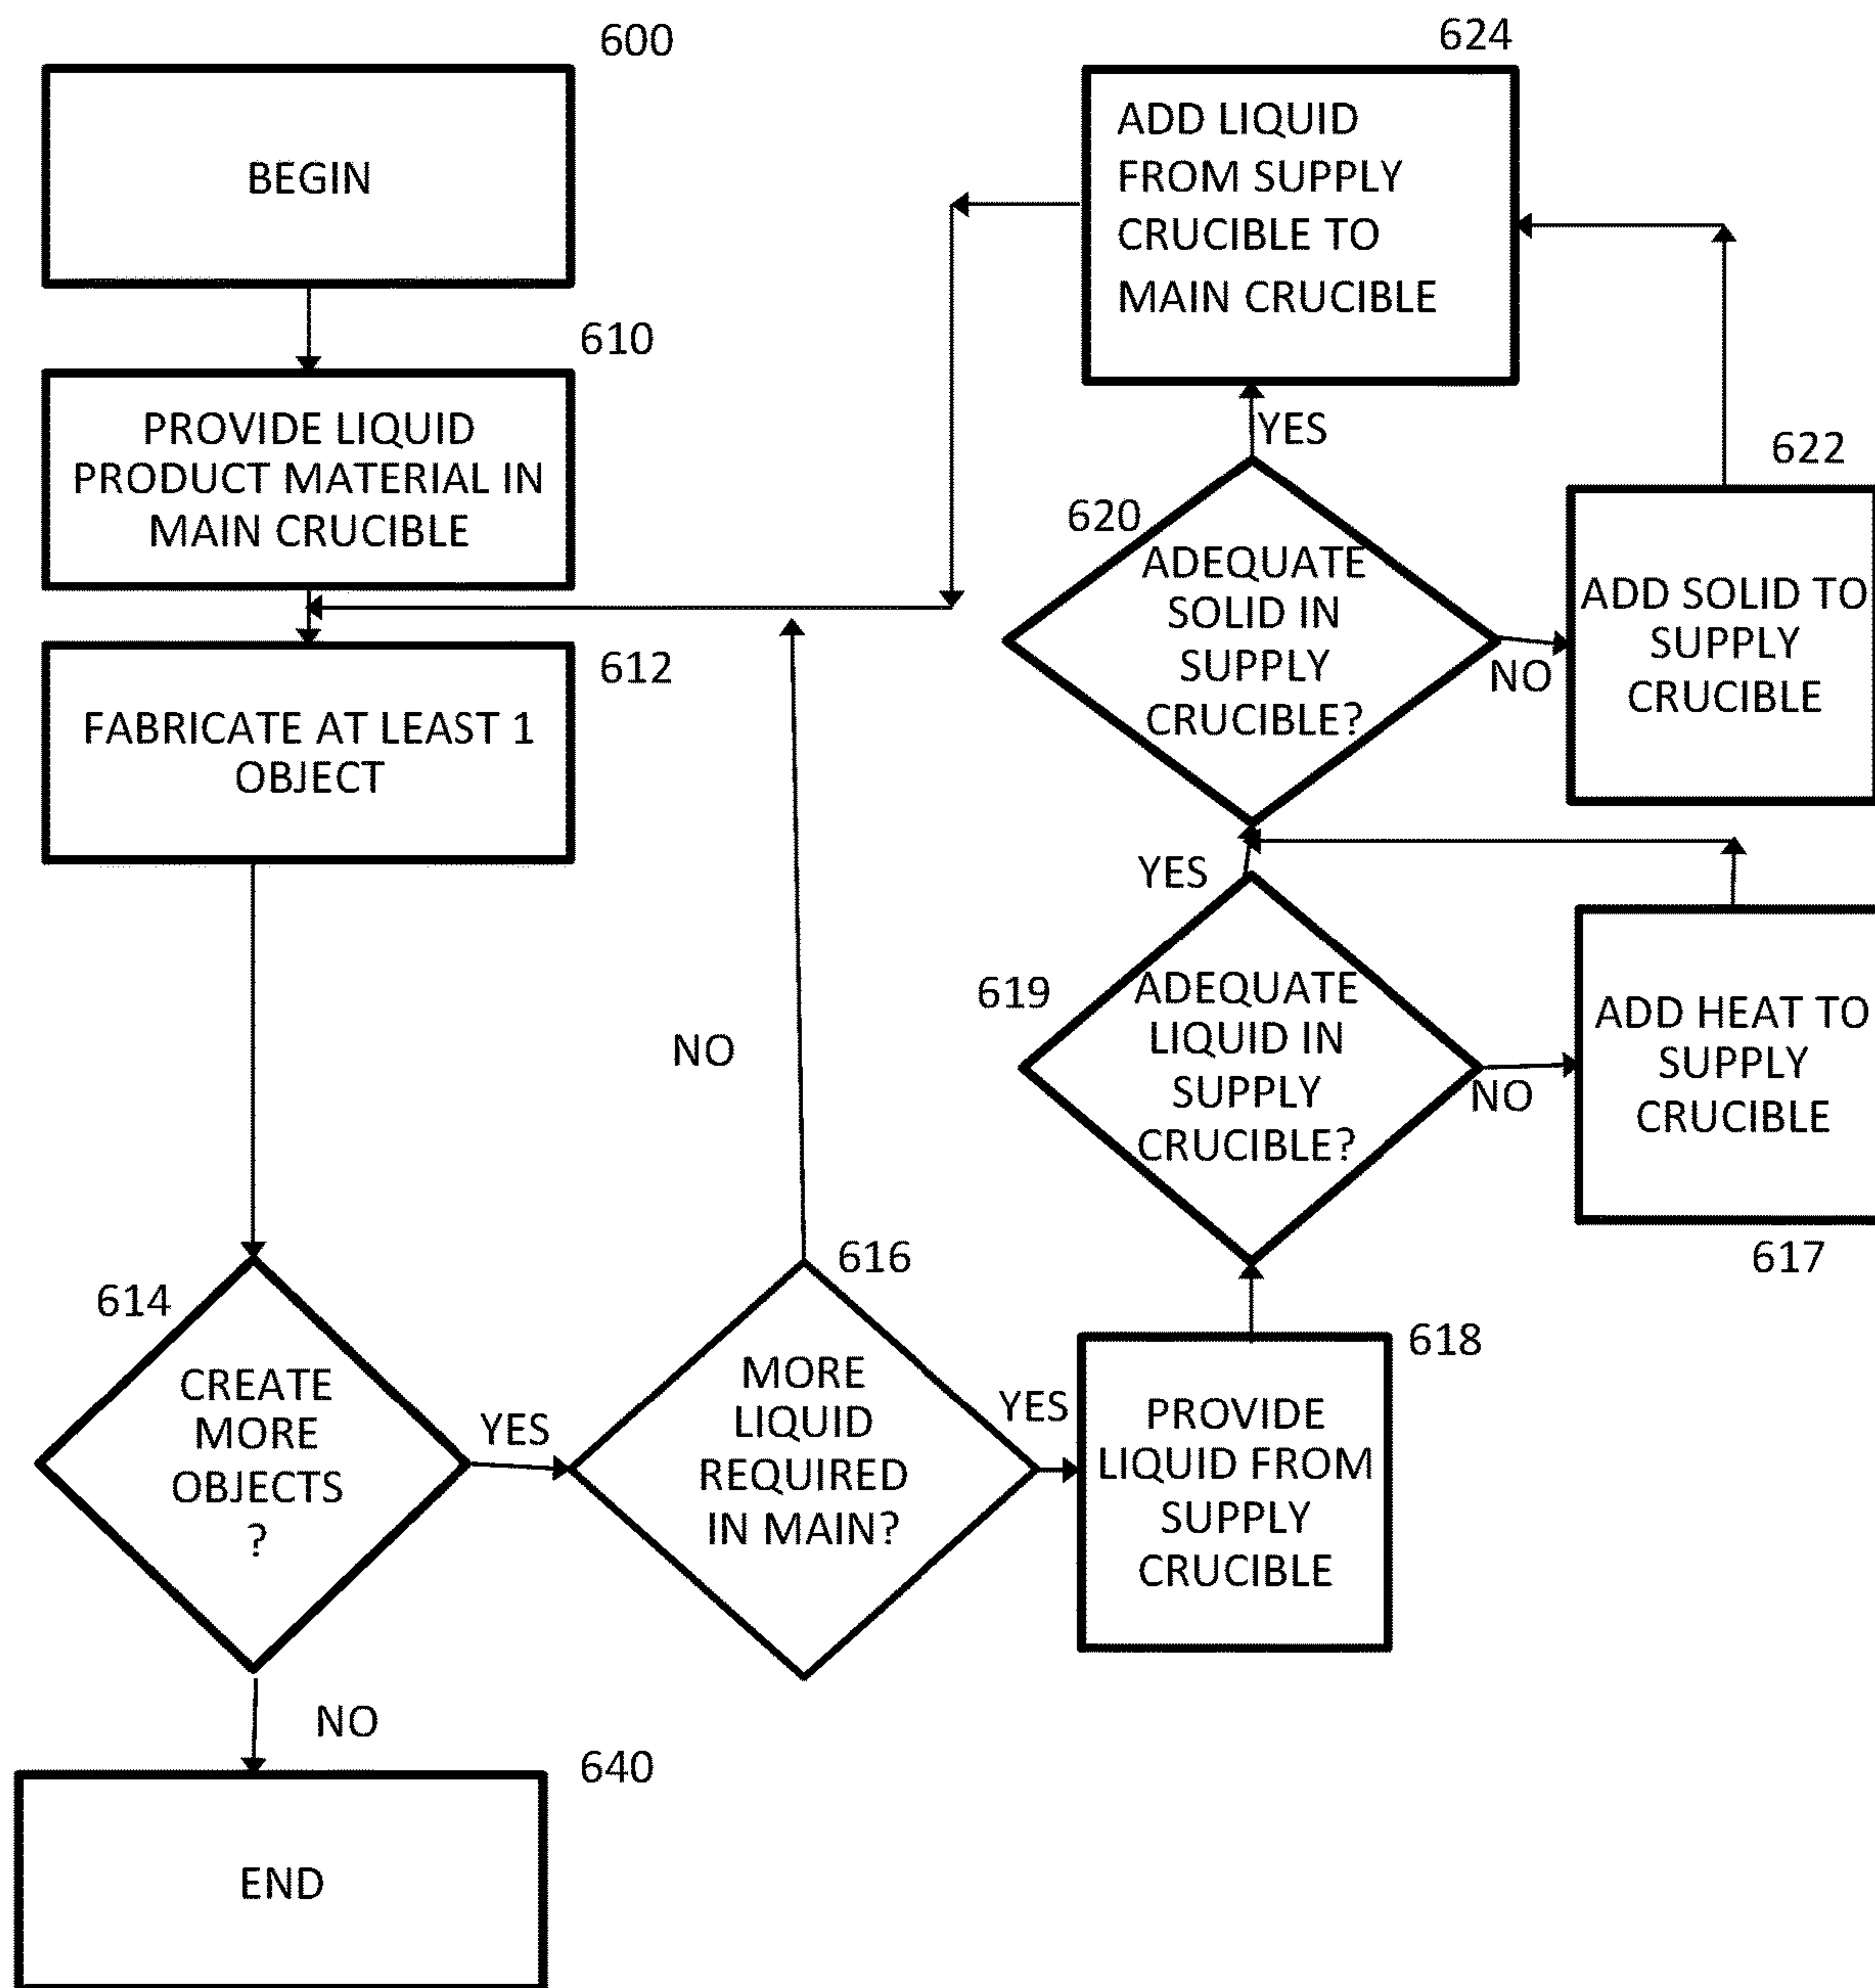 600
BEGIN
610
PROVIDE LIQUID
PRODUCT MATERIAL IN
MAIN CRUCIBLE
612
FABRICATE AT LEAST 1
OBJECT
614
CREATE
MORE
OBJECTS
?
YES
NO
640
END
616
MORE
LIQUID
REQUIRED
IN MAIN?
NO
YES
618
PROVIDE
LIQUID FROM
SUPPLY
CRUCIBLE
619
ADEQUATE
LIQUID IN
SUPPLY
CRUCIBLE?
YES
NO
ADD HEAT TO
SUPPLY
CRUCIBLE
617
620
ADEQUATE
SOLID IN
SUPPLY
CRUCIBLE?
YES
NO
622
ADD SOLID TO
SUPPLY
CRUCIBLE
624
ADD LIQUID
FROM SUPPLY
CRUCIBLE TO
MAIN CRUCIBLE